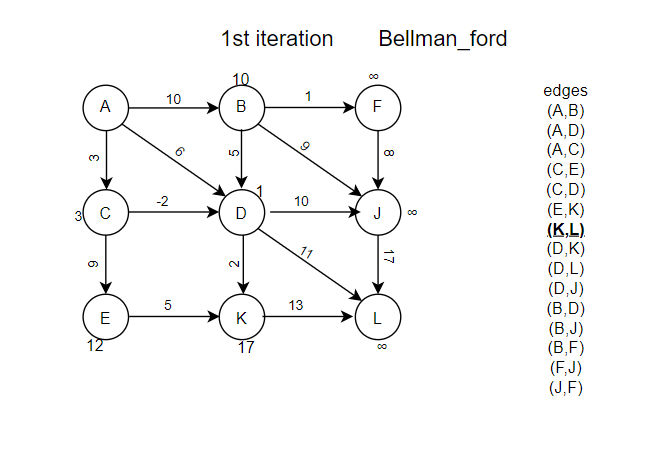 1st iteration Bellman_ford
10 ∞
edges
A 10 B 1 F
(A,B)
(A,D)
(A,C)
(C,E)
(C,D)
(E,K)
(K,L)
(D,K)
(D,L)
(D,J)
(B,D)
(B,J)
(B,F)
(F,J)
(J,F)
3 6 5 9 8
1
3 C -2 D 10 J ∞
9 2 11 17
E 5 K 13 L
12 17 ∞